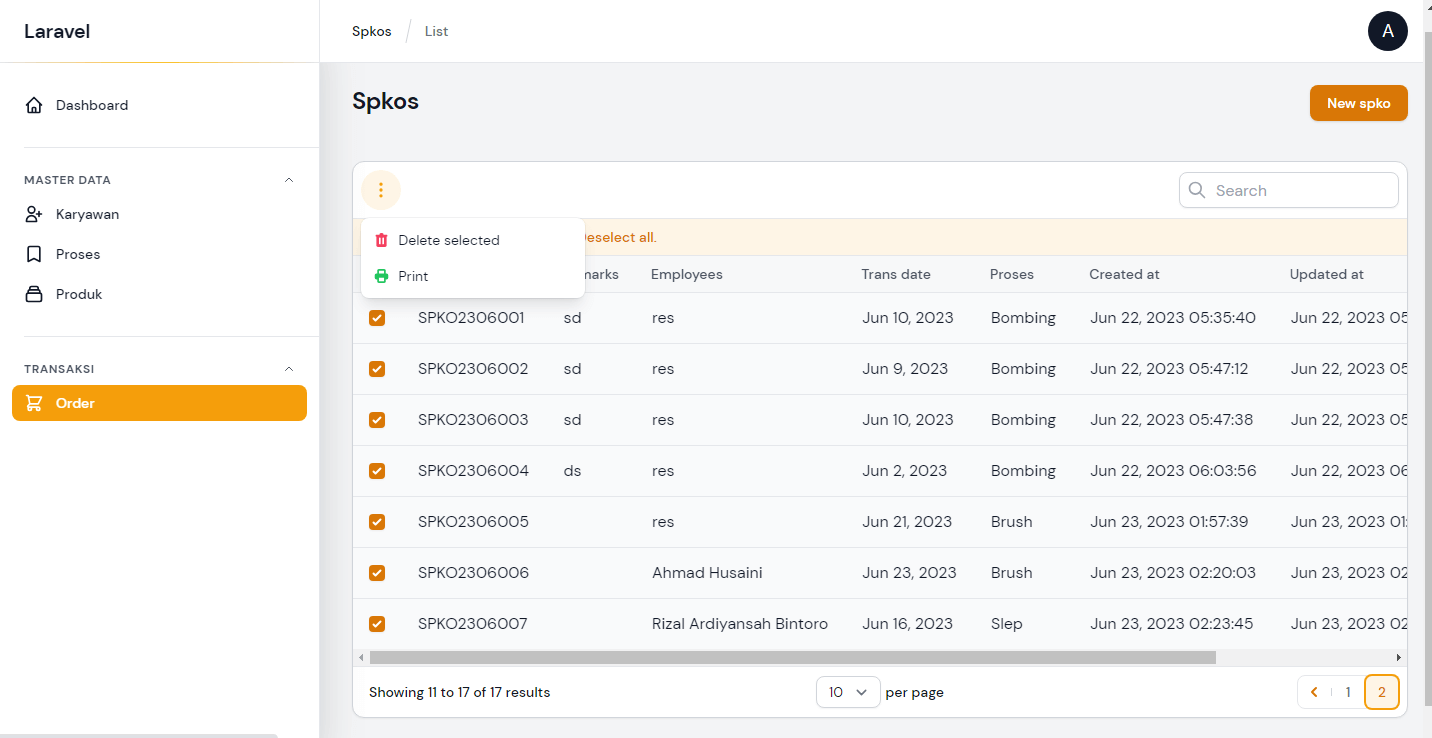 Laravel
Spkos
List
A
Dashboard
MASTER DATA
Karyawan
Proses
Produk
TRANSAKSI
Order
Spkos
New spko
Search
Delete selected
Print
eselect all.
marks Employees Trans date Proses Created at Updated at
SPKO2306001 sd res Jun 10, 2023 Bombing Jun 22, 2023 05:35:40 Jun 22, 2023 05
SPKO2306002 sd res Jun 9, 2023 Bombing Jun 22, 2023 05:47:12 Jun 22, 2023 05
SPKO2306003 sd res Jun 10, 2023 Bombing Jun 22, 2023 05:47:38 Jun 22, 2023 05
SPKO2306004 ds res Jun 2, 2023 Bombing Jun 22, 2023 06:03:56 Jun 22, 2023 06
SPKO2306005 res Jun 21, 2023 Brush Jun 23, 2023 01:57:39 Jun 23, 2023 01:
SPKO2306006 Ahmad Husaini Jun 23, 2023 Brush Jun 23, 2023 02:20:03 Jun 23, 2023 02
SPKO2306007 Rizal Ardiyansah Bintoro Jun 16, 2023 Slep Jun 23, 2023 02:23:45 Jun 23, 2023 02
Showing 11 to 17 of 17 results
10 per page
1 2